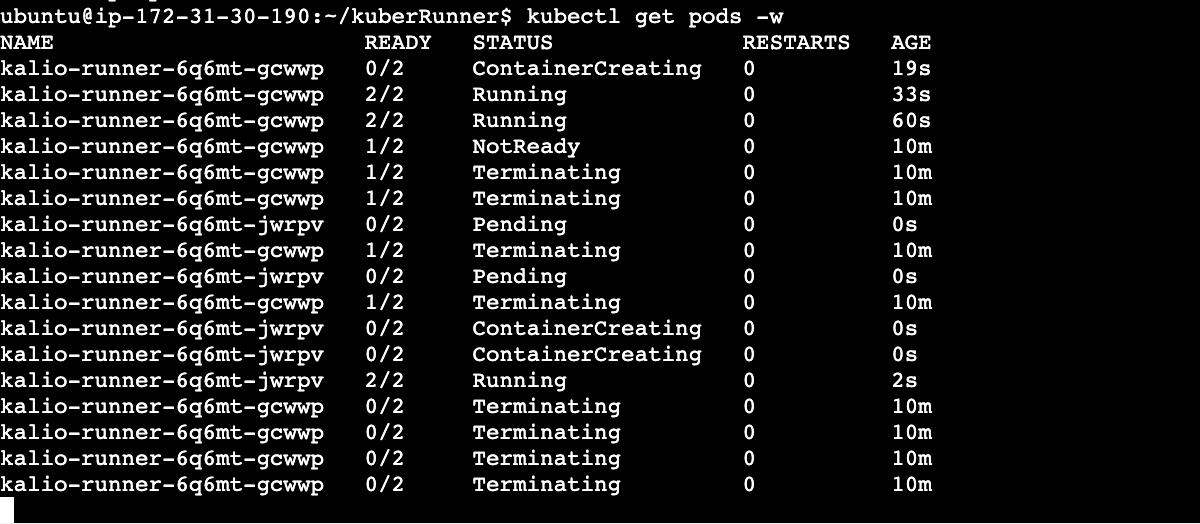 ubuntu@ip-172-31-30-190:~/kuberRunner$ kubectl get pods -w
NAME READY STATUS RESTARTS AGE
kalio-runner-6q6mt-gcwwp 0/2 ContainerCreating 0 19s
kalio-runner-6q6mt-gcwwp 2/2 Running 0 33s
kalio-runner-6q6mt-gcwwp 2/2 Running 0 60s
kalio-runner-6q6mt-gcwwp 1/2 NotReady 0 10m
kalio-runner-6q6mt-gcwwp 1/2 Terminating 0 10m
kalio-runner-6q6mt-gcwwp 1/2 Terminating 0 10m
kalio-runner-6q6mt-jwrpv 0/2 Pending 0 0s
kalio-runner-6q6mt-gcwwp 1/2 Terminating 0 10m
kalio-runner-6q6mt-jwrpv 0/2 Pending 0 0s
kalio-runner-6q6mt-gcwwp 1/2 Terminating 0 10m
kalio-runner-6q6mt-jwrpv 0/2 ContainerCreating 0 0s
kalio-runner-6q6mt-jwrpv 0/2 ContainerCreating 0 0s
kalio-runner-6q6mt-jwrpv 2/2 Running 0 2s
kalio-runner-6q6mt-gcwwp 0/2 Terminating 0 10m
kalio-runner-6q6mt-gcwwp 0/2 Terminating 0 10m
kalio-runner-6q6mt-gcwwp 0/2 Terminating 0 10m
kalio-runner-6q6mt-gcwwp 0/2 Terminating 0 10m